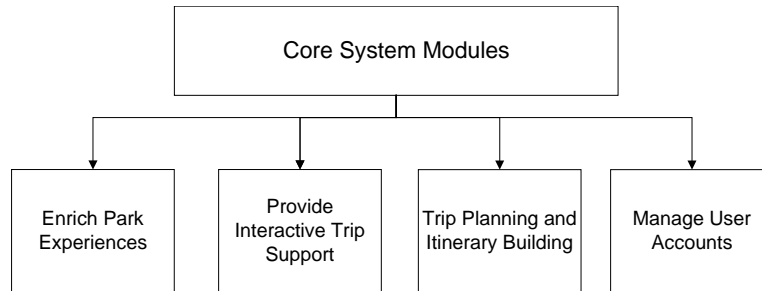 Core System Modules
Enrich Park
Experiences
Provide
Interactive Trip
Support
Trip Planning and
Itinerary Building
Manage User
Accounts